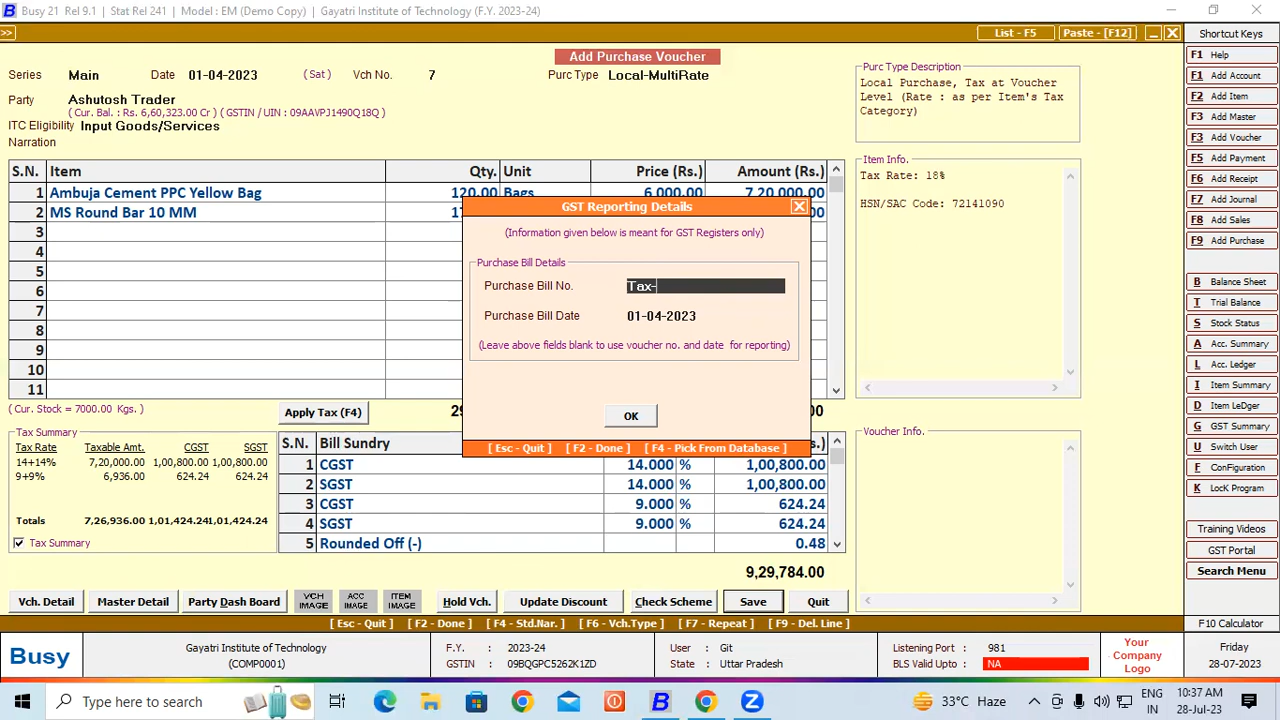 Busy 21 Rel 9.1 | Stat Rel 241 | Model : EM (Demo Copy) | Gayatri Institute of Technology (F.Y. 2023-24)
>> List - F5 Paste - [F12]
Add Purchase Voucher
Series Main Date 01-04-2023 (Sat) Vch No. 7 Purc Type Local-MultiRate
Party Ashutosh Trader
( Cur. Bal. : Rs. 6,60,323.00 Cr ) ( GSTIN / UIN : 09AAVPJ1490Q18Q )
ITC Eligibility Input Goods/Services
Narration
S.N. Item Qty. Unit Price (Rs.) Amount (Rs.)
1 Ambuja Cement PPC Yellow Bag 120.00 Bags 6,000.00 7,20,000.00
2 MS Round Bar 10 MM
3
4
5
6
7
8
9
10
11
( Cur. Stock = 7000.00 Kgs. ) Apply Tax (F4)
GST Reporting Details
(Information given below is meant for GST Registers only)
Purchase Bill Details
Purchase Bill No. Tax-
Purchase Bill Date 01-04-2023
(Leave above fields blank to use voucher no. and date for reporting)
OK
[ Esc - Quit ] [ F2 - Done ] [ F4 - Pick From Database ]
Tax Summary
Tax Rate Taxable Amt. CGST SGST
14+14% 7,20,000.00 1,00,800.00 1,00,800.00
9+9% 6,936.00 624.24 624.24
Totals 7,26,936.00 1,01,424.24 1,01,424.24
Tax Summary
S.N. Bill Sundry
1 CGST 14.000 % 1,00,800.00
2 SGST 14.000 % 1,00,800.00
3 CGST 9.000 % 624.24
4 SGST 9.000 % 624.24
5 Rounded Off (-) 0.48
9,29,784.00
Vch. Detail Master Detail Party Dash Board VCH IMAGE ACC IMAGE ITEM IMAGE Hold Vch. Update Discount Check Scheme Save Quit
[ Esc - Quit ] [ F2 - Done ] [ F4 - Std.Nar. ] [ F6 - Vch.Type ] [ F7 - Repeat ] [ F9 - Del. Line ]
Purc Type Description
Local Purchase, Tax at Voucher
Level (Rate : as per Item's Tax
Category)
Item Info.
Tax Rate: 18%
HSN/SAC Code: 72141090
Voucher Info.
Shortcut Keys
F1 Help
F1 Add Account
F2 Add Item
F3 Add Master
F3 Add Voucher
F5 Add Payment
F6 Add Receipt
F7 Add Journal
F8 Add Sales
F9 Add Purchase
B Balance Sheet
T Trial Balance
S Stock Status
A Acc. Summary
L Acc. Ledger
I Item Summary
D Item LeDger
G GST Summary
U Switch User
F Configuration
K LocK Program
Training Videos
GST Portal
Search Menu
F10 Calculator
Busy
Gayatri Institute of Technology
(COMP0001)
F.Y. : 2023-24
GSTIN : 09BQGPC5262K1ZD
User : Git
State : Uttar Pradesh
Listening Port : 981
BLS Valid Upto : NA
Your
Company
Logo
Friday
28-07-2023
Type here to search
33°C Haze
ENG
IN
10:37 AM
28-Jul-23